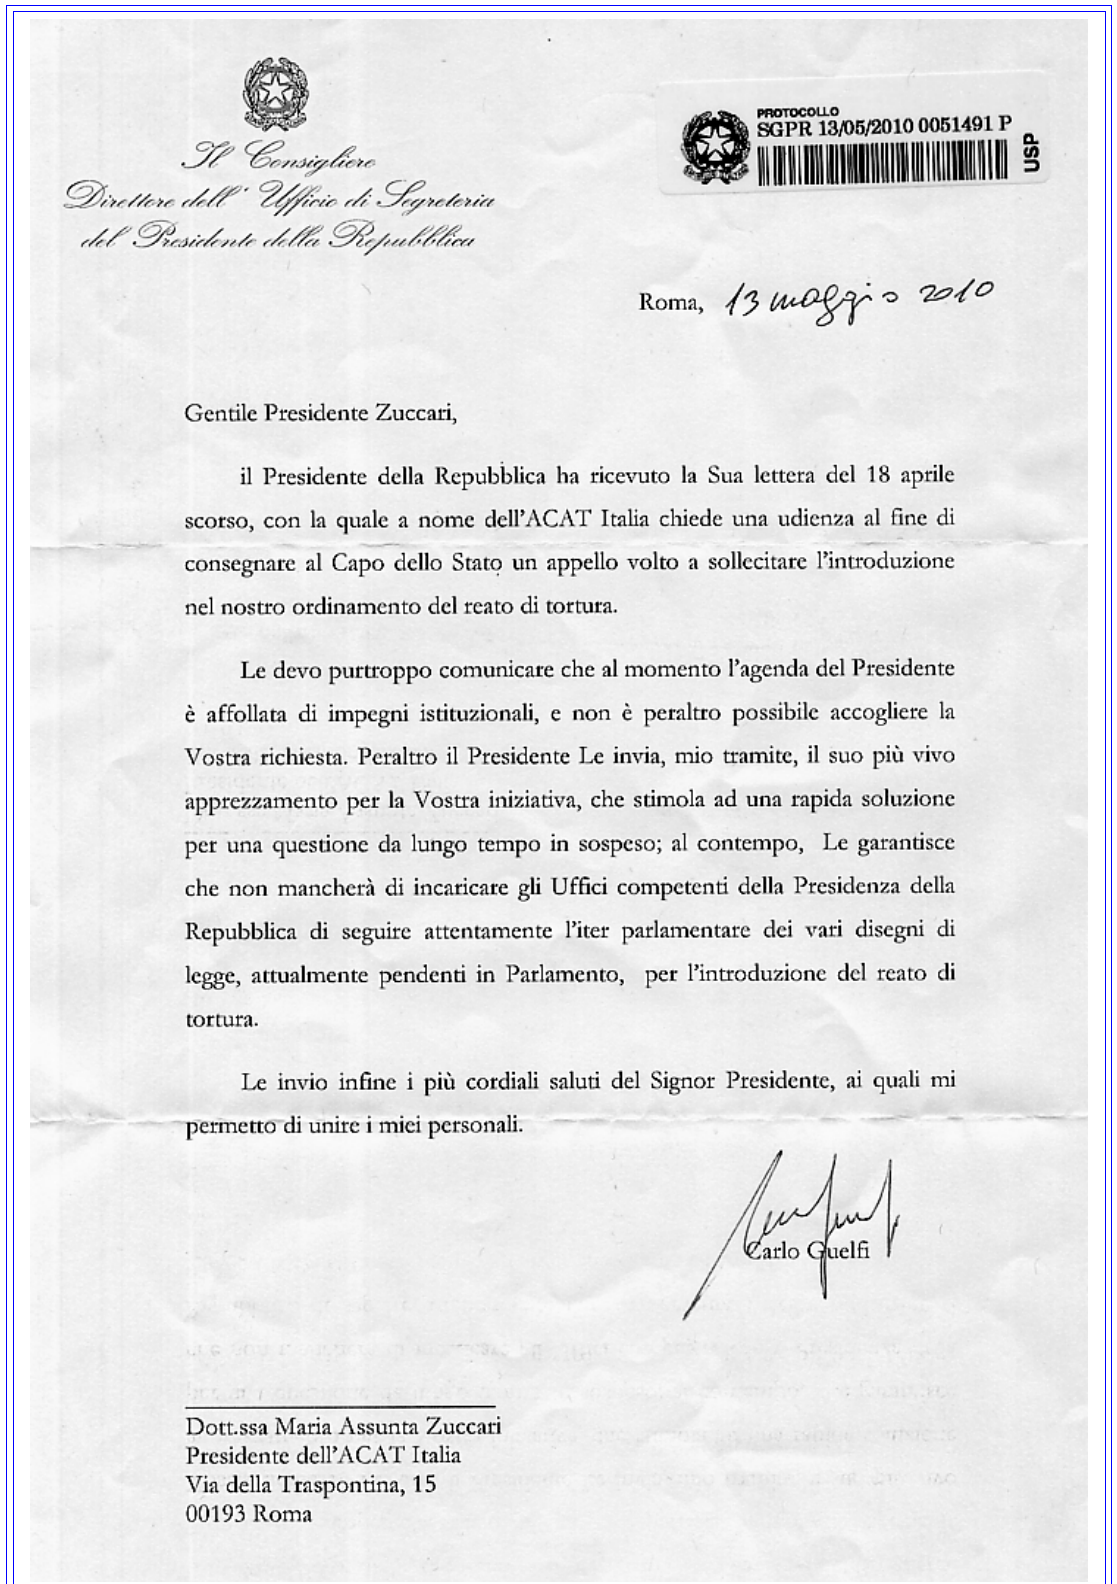 Il Consigliere
Direttore dell' Ufficio di Segreteria
del Presidente della Repubblica
PROTOCOLLO
SGPR 13/05/2010 0051491 P
USP
Roma, 13 maggio 2010
Gentile Presidente Zuccari,
il Presidente della Repubblica ha ricevuto la Sua lettera del 18 aprile
scorso, con la quale a nome dell'ACAT Italia chiede una udienza al fine di
consegnare al Capo dello Stato un appello volto a sollecitare l'introduzione
nel nostro ordinamento del reato di tortura.
Le devo purtroppo comunicare che al momento l'agenda del Presidente
è affollata di impegni istituzionali, e non è peraltro possibile accogliere la
Vostra richiesta. Peraltro il Presidente Le invia, mio tramite, il suo più vivo
apprezzamento per la Vostra iniziativa, che stimola ad una rapida soluzione
per una questione da lungo tempo in sospeso; al contempo, Le garantisce
che non mancherà di incaricare gli Uffici competenti della Presidenza della
Repubblica di seguire attentamente l'iter parlamentare dei vari disegni di
legge, attualmente pendenti in Parlamento, per l'introduzione del reato di
tortura.
Le invio infine i più cordiali saluti del Signor Presidente, ai quali mi
permetto di unire i miei personali.
Carlo Guelfi
Dott.ssa Maria Assunta Zuccari
Presidente dell'ACAT Italia
Via della Traspontina, 15
00193 Roma